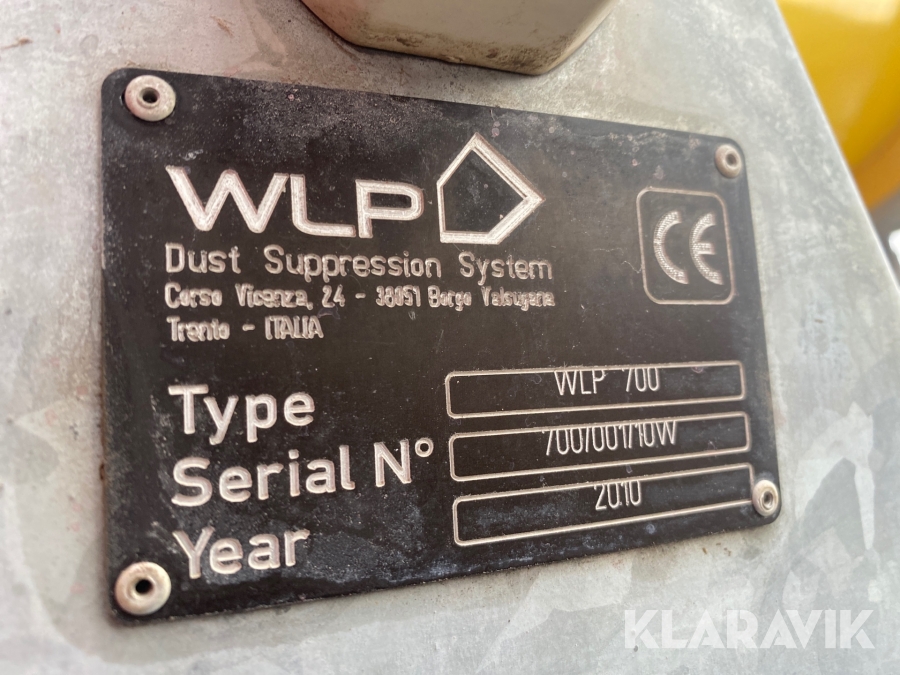 WLP
Dust Suppression System
Corso Vicenza, 24 - 38051 Borgo Valsugana
Trento - ITALIA
CE
Type WLP 700
Serial N° 700/001/10W
Year 2010
KLARAVIK